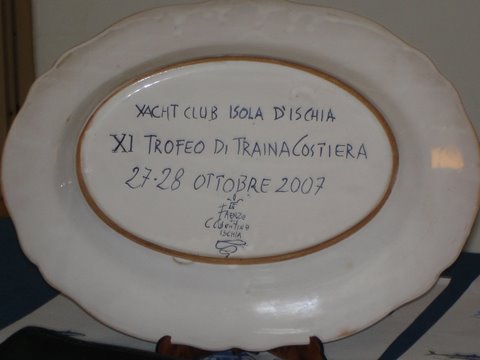 YACHT CLUB ISOLA D'ISCHIA
XI TROFEO DI TRAINA COSTIERA
27-28 OTTOBRE 2007
ISCHIA